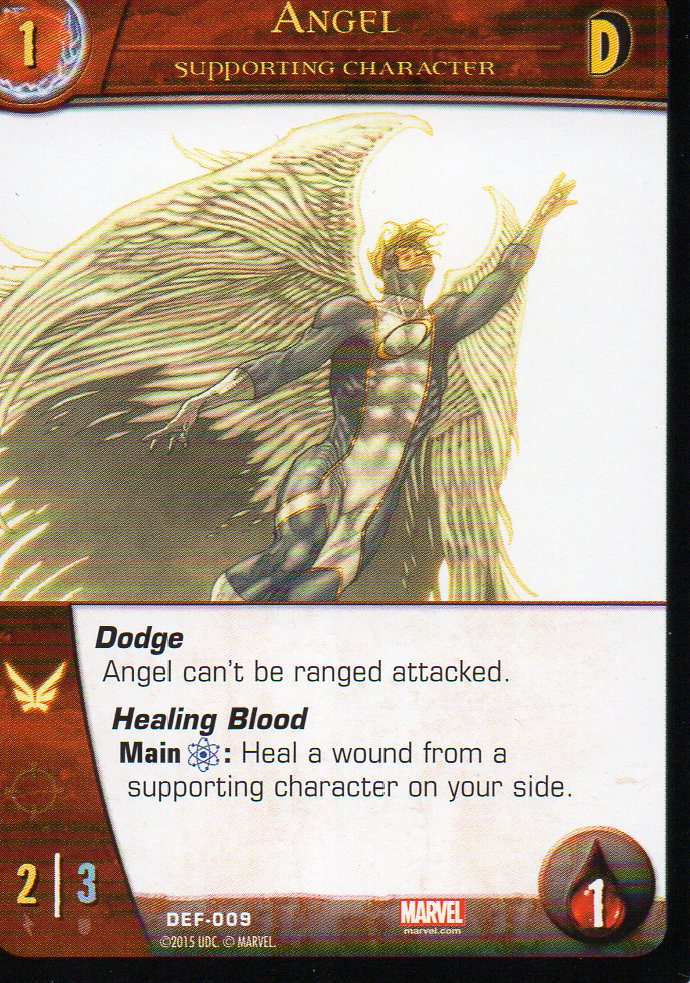 1
ANGEL
D
SUPPORTING CHARACTER
Dodge
Angel can't be ranged attacked.
Healing Blood
Main : Heal a wound from a
supporting character on your side.
2 | 3
1
DEF-009
MARVEL
marvel.com
©2015 UDC. © MARVEL.